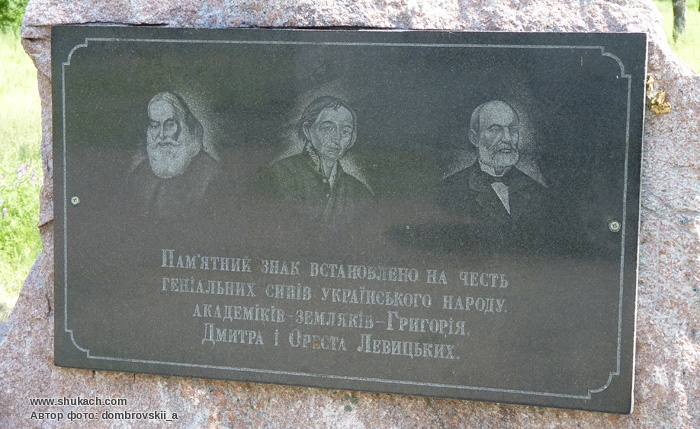 Пам'ятний знак встановлено на честь
геніальних синів українського народу,
академіків-земляків-Григорія,
Дмитра і Ореста Левицьких.
www.shukach.com
Автор фото: dombrovskii_a